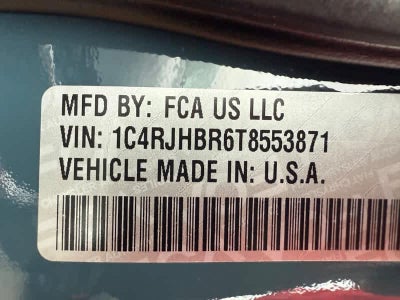 MFD BY: FCA US LLC
VIN: 1C4RJHBR6T8553871
VEHICLE MADE IN: U.S.A.